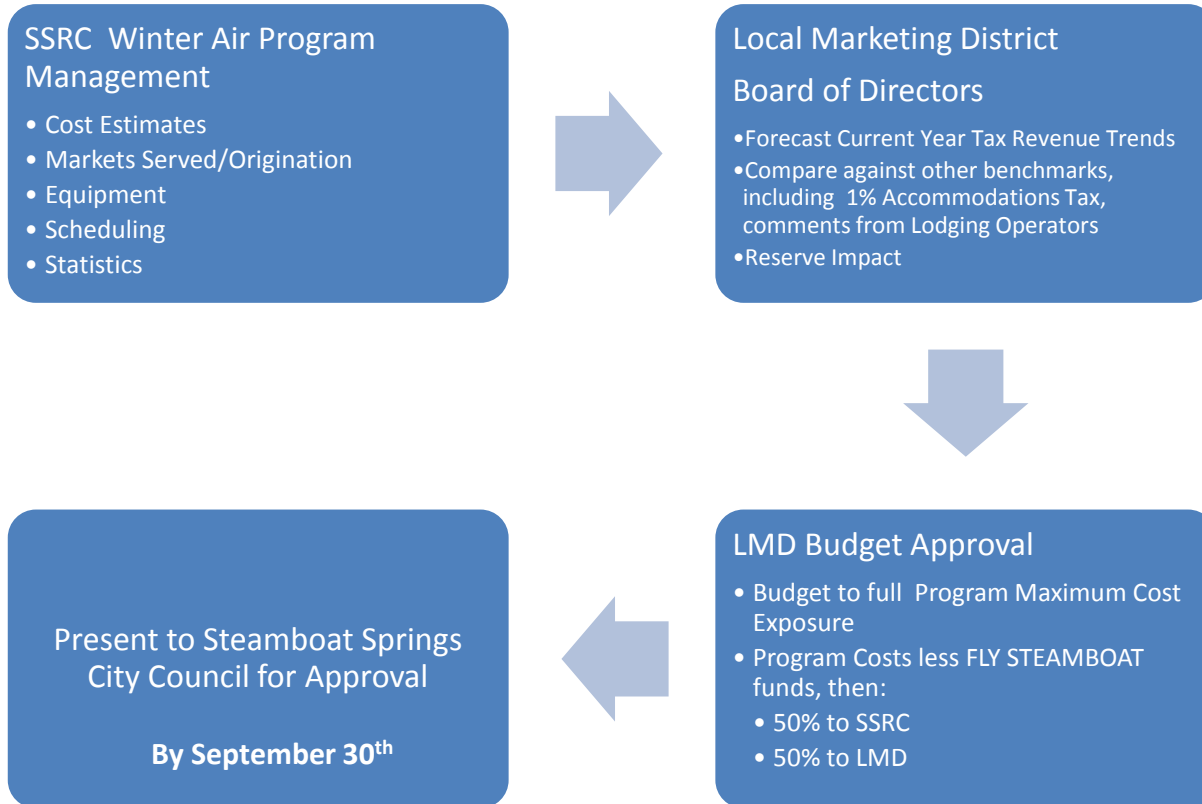 SSRC  Winter Air Program
Management
• Cost Estimates
• Markets Served/Origination
• Equipment
• Scheduling
• Statistics
Local Marketing District
Board of Directors
•Forecast Current Year Tax Revenue Trends
•Compare against other benchmarks,
including  1% Accommodations Tax,
comments from Lodging Operators
•Reserve Impact
LMD Budget Approval
• Budget to full  Program Maximum Cost
Exposure
• Program Costs less FLY STEAMBOAT
funds, then:
• 50% to SSRC
• 50% to LMD
Present to Steamboat Springs
City Council for Approval
By September 30th